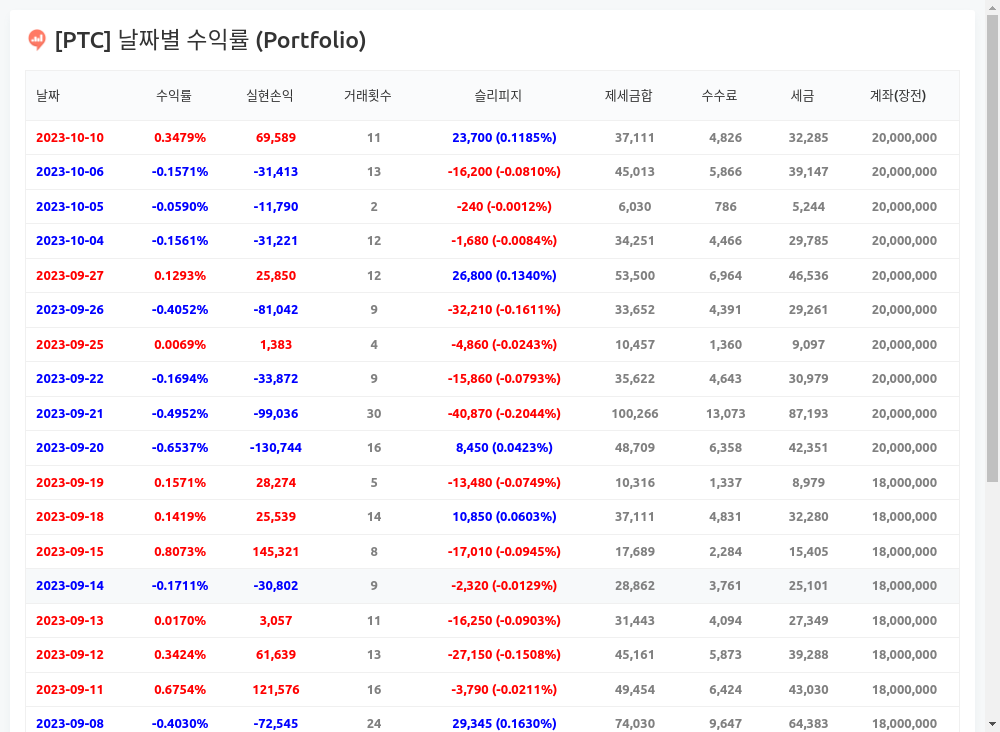 [PTC] 날짜별 수익률 (Portfolio)
날짜 수익률 실현손익 거래횟수 슬리피지 제세금합 수수료 세금 계좌(장전)
2023-10-10 0.3479% 69,589 11 23,700 (0.1185%) 37,111 4,826 32,285 20,000,000
2023-10-06 -0.1571% -31,413 13 -16,200 (-0.0810%) 45,013 5,866 39,147 20,000,000
2023-10-05 -0.0590% -11,790 2 -240 (-0.0012%) 6,030 786 5,244 20,000,000
2023-10-04 -0.1561% -31,221 12 -1,680 (-0.0084%) 34,251 4,466 29,785 20,000,000
2023-09-27 0.1293% 25,850 12 26,800 (0.1340%) 53,500 6,964 46,536 20,000,000
2023-09-26 -0.4052% -81,042 9 -32,210 (-0.1611%) 33,652 4,391 29,261 20,000,000
2023-09-25 0.0069% 1,383 4 -4,860 (-0.0243%) 10,457 1,360 9,097 20,000,000
2023-09-22 -0.1694% -33,872 9 -15,860 (-0.0793%) 35,622 4,643 30,979 20,000,000
2023-09-21 -0.4952% -99,036 30 -40,870 (-0.2044%) 100,266 13,073 87,193 20,000,000
2023-09-20 -0.6537% -130,744 16 8,450 (0.0423%) 48,709 6,358 42,351 20,000,000
2023-09-19 0.1571% 28,274 5 -13,480 (-0.0749%) 10,316 1,337 8,979 18,000,000
2023-09-18 0.1419% 25,539 14 10,850 (0.0603%) 37,111 4,831 32,280 18,000,000
2023-09-15 0.8073% 145,321 8 -17,010 (-0.0945%) 17,689 2,284 15,405 18,000,000
2023-09-14 -0.1711% -30,802 9 -2,320 (-0.0129%) 28,862 3,761 25,101 18,000,000
2023-09-13 0.0170% 3,057 11 -16,250 (-0.0903%) 31,443 4,094 27,349 18,000,000
2023-09-12 0.3424% 61,639 13 -27,150 (-0.1508%) 45,161 5,873 39,288 18,000,000
2023-09-11 0.6754% 121,576 16 -3,790 (-0.0211%) 49,454 6,424 43,030 18,000,000
2023-09-08 -0.4030% -72,545 24 29,345 (0.1630%) 74,030 9,647 64,383 18,000,000